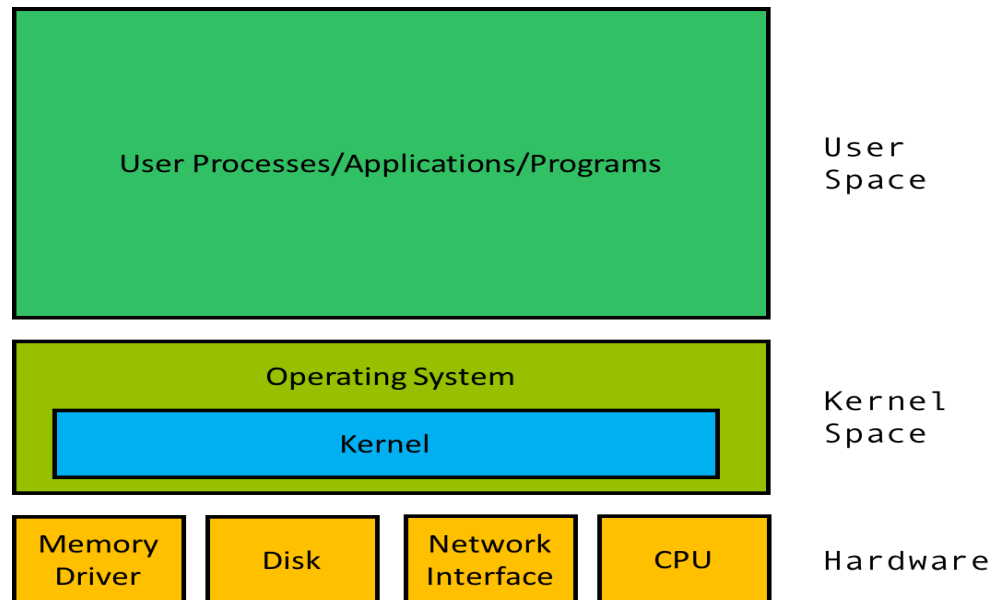 User Processes/Applications/Programs
User
Space
Operating System
Kernel
Kernel
Space
Memory
Driver
Disk
Network
Interface
CPU
Hardware